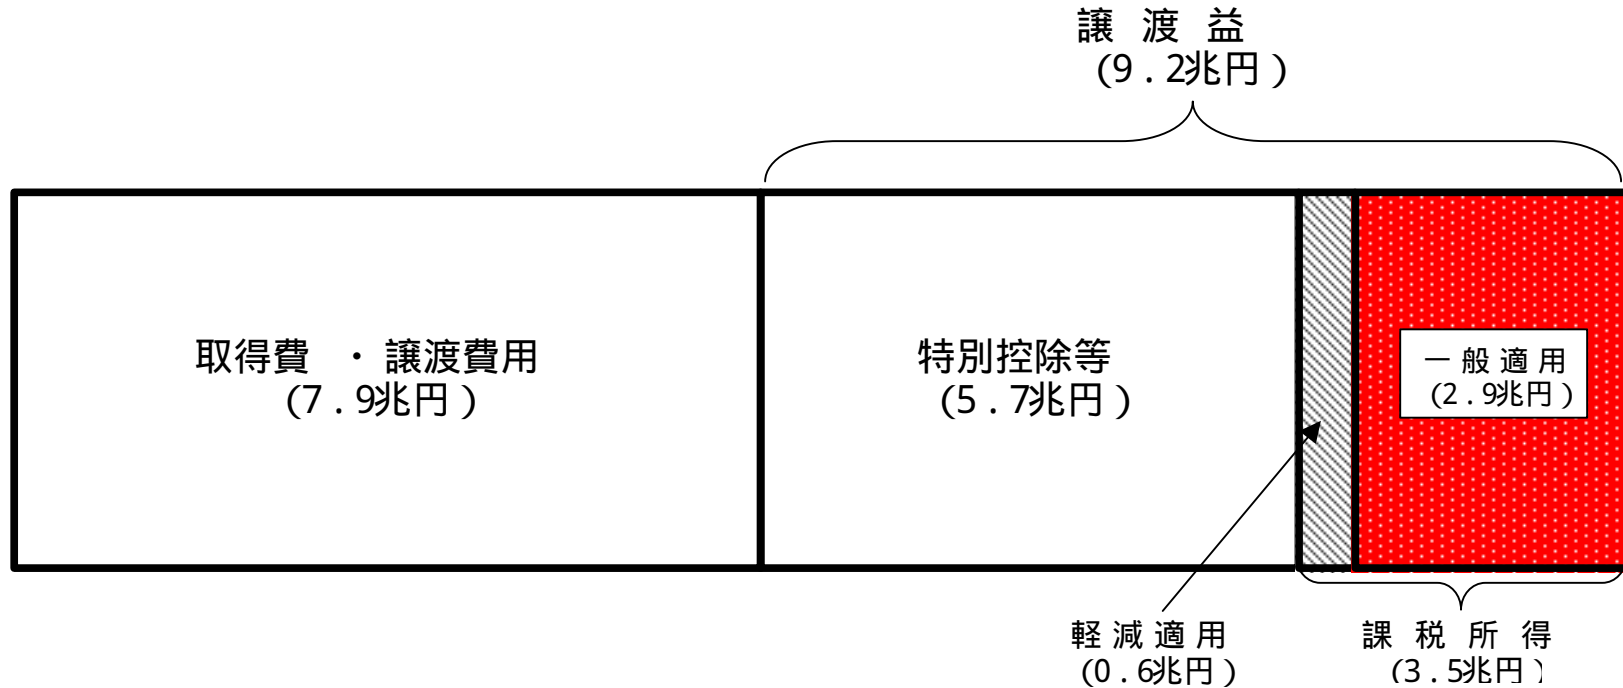 譲 渡 益
(9．2兆円）
取得費 ・譲渡費用
(7．9兆円）
特別控除等
(5．7兆円）
一 般 適 用
(2．9兆円）
軽 減 適 用
(0．6兆円）
課 税 所 得
(3．5兆円）